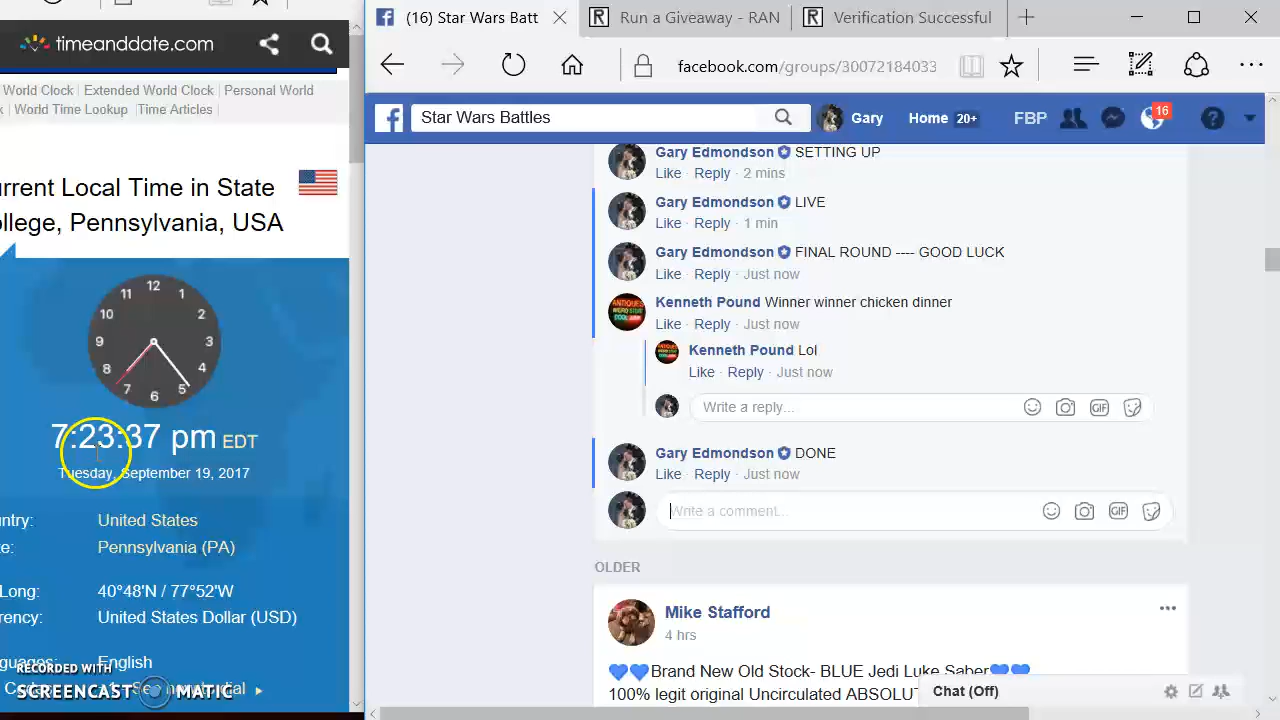 timeanddate.com
World Clock | Extended World Clock | Personal World
World Time Lookup | Time Articles |
rrent Local Time in State
llege, Pennsylvania, USA
12
11 1
10 2
9 3
8 4
7 5
6
7:23:37 pm EDT
Tuesday, September 19, 2017
ntry: United States
te: Pennsylvania (PA)
Long: 40°48'N / 77°52'W
rency: United States Dollar (USD)
guages: English
RECORDED WITH
SCREENCAST MATIC
(16) Star Wars Batt
Run a Giveaway - RAN
Verification Successful
facebook.com/groups/30072184033
Star Wars Battles
Gary
Home 20+
FBP
16
Gary Edmondson SETTING UP
Like · Reply · 2 mins
Gary Edmondson LIVE
Like · Reply · 1 min
Gary Edmondson FINAL ROUND ---- GOOD LUCK
Like · Reply · Just now
Kenneth Pound Winner winner chicken dinner
Like · Reply · Just now
Kenneth Pound Lol
Like · Reply · Just now
Write a reply...
GIF
Gary Edmondson DONE
Like · Reply · Just now
Write a comment...
GIF
OLDER
Mike Stafford
4 hrs
💙💙Brand New Old Stock- BLUE Jedi Luke Saber💙💙
100% legit original Uncirculated ABSOLUT
Chat (Off)